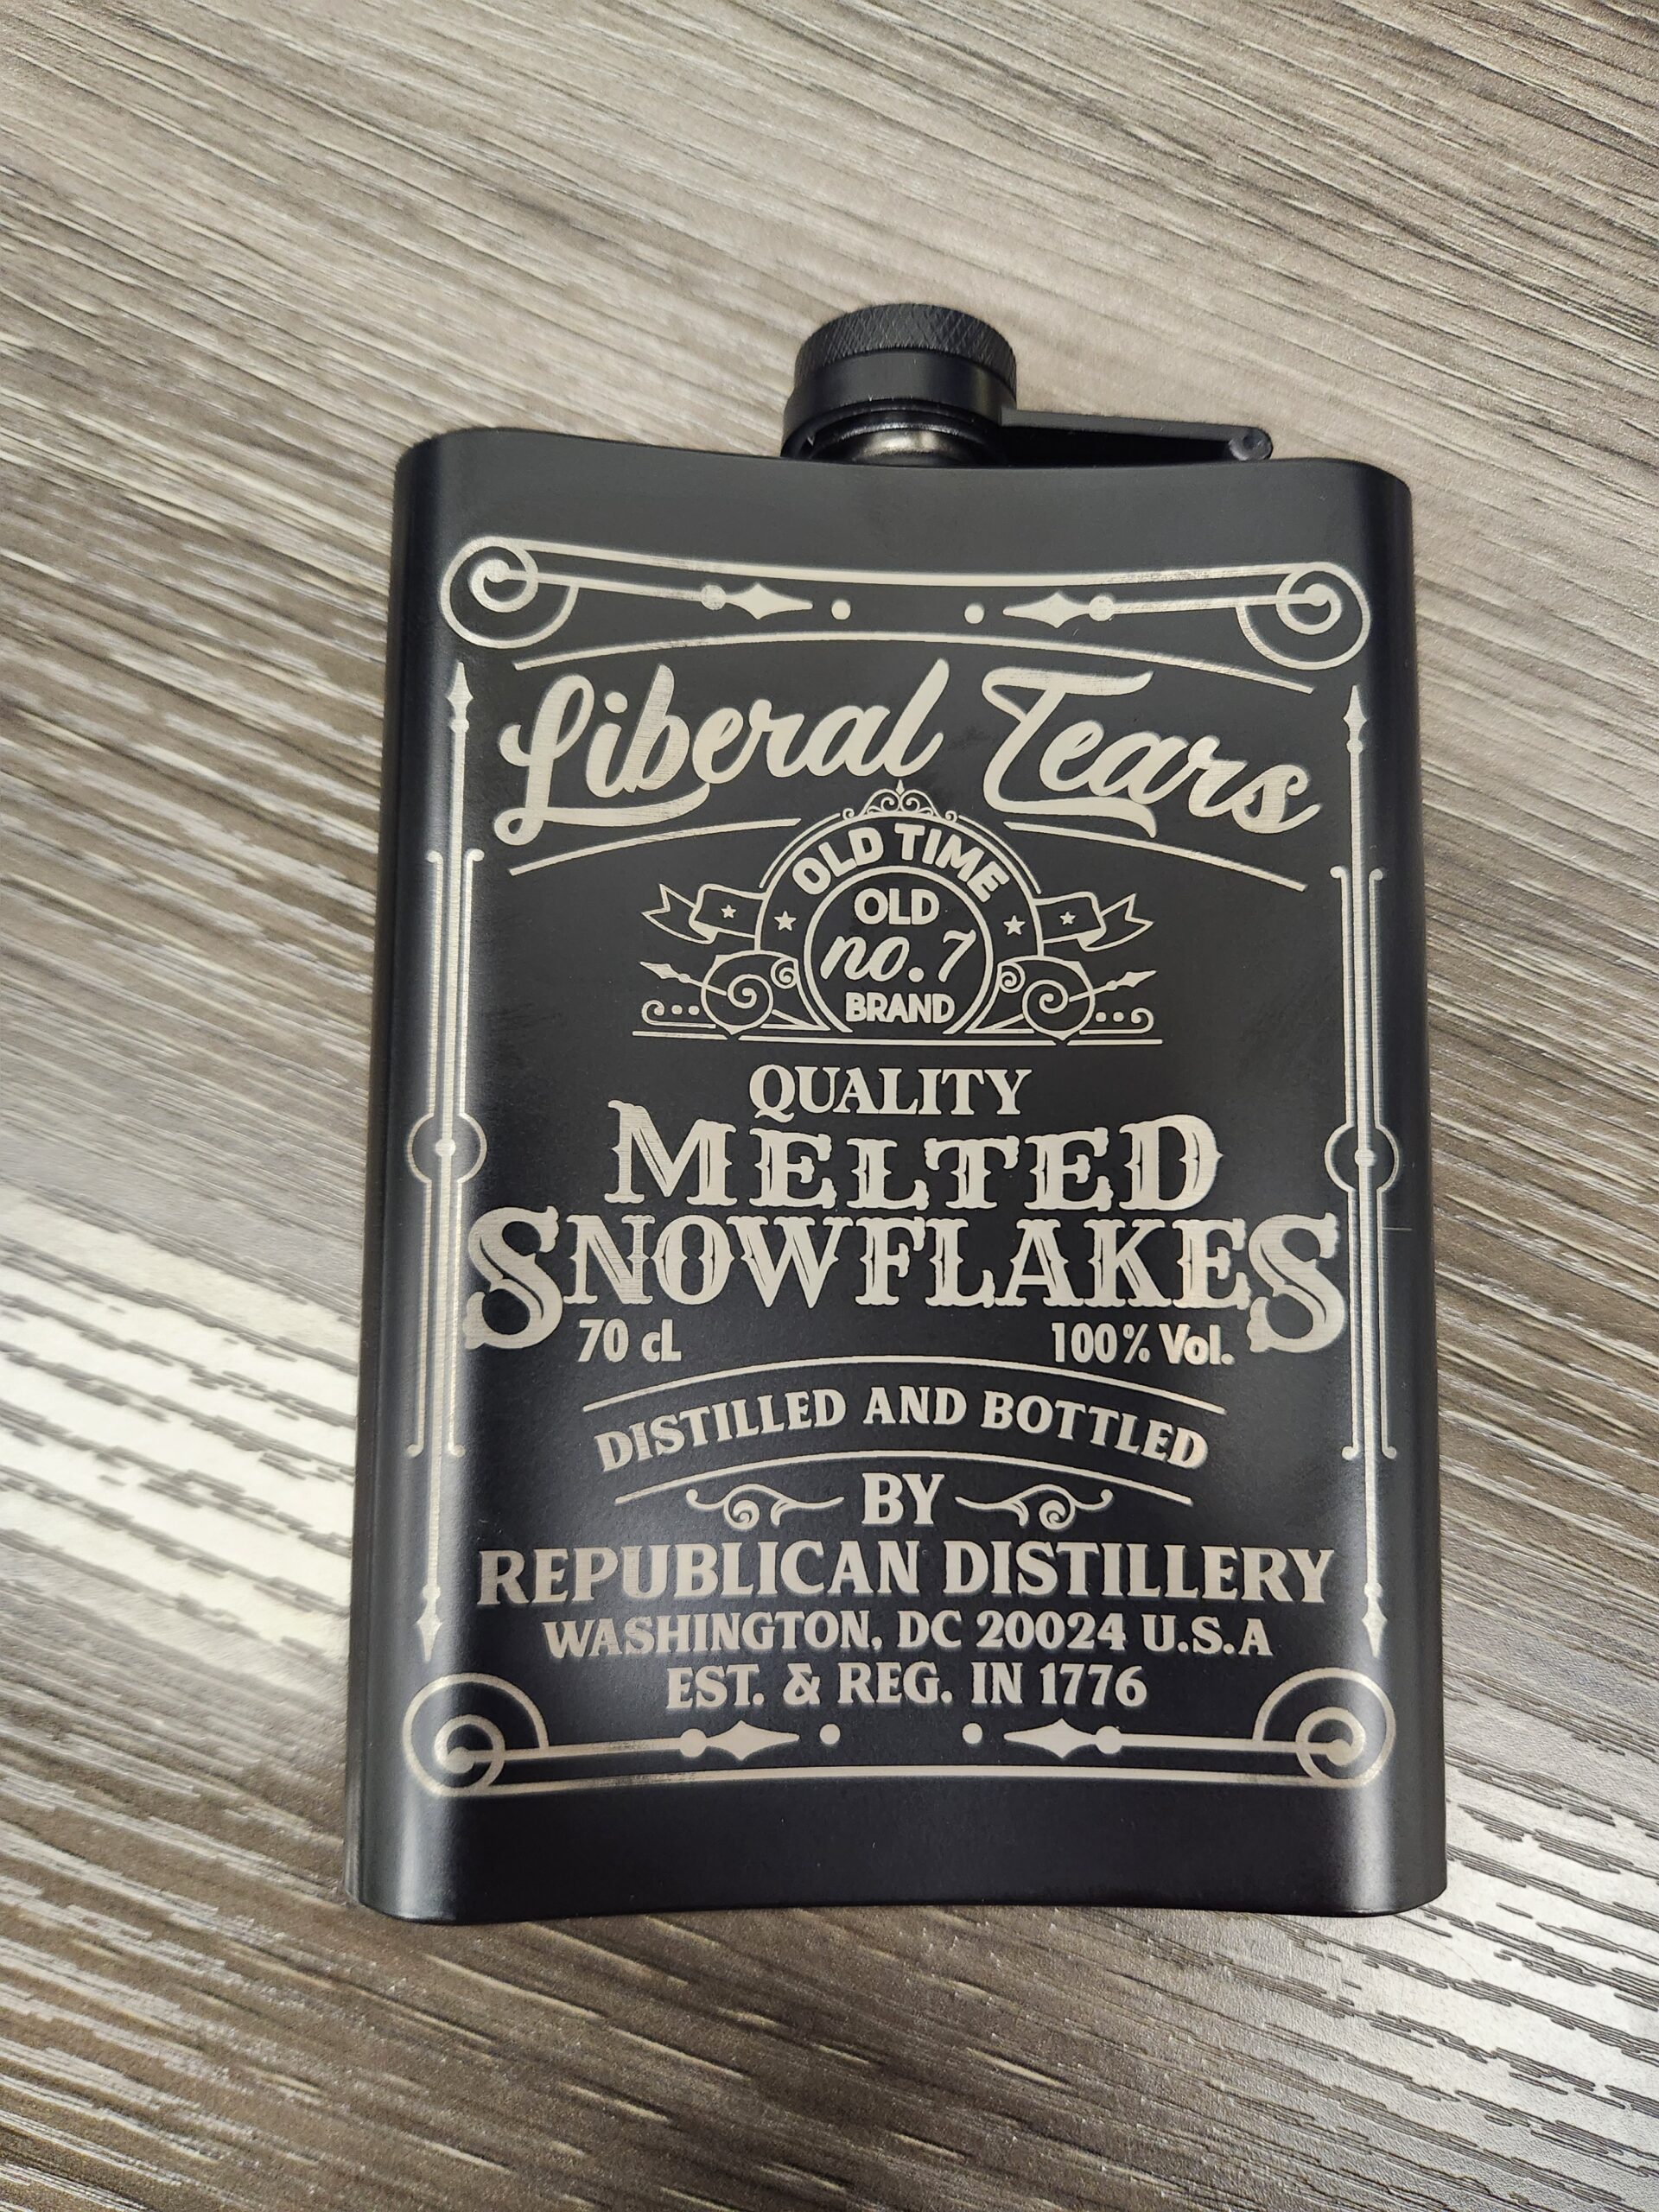 Liberal Tears
OLD TIME
OLD
no.7
BRAND
QUALITY
MELTED
SNOWFLAKES
70 cL 100% Vol.
DISTILLED AND BOTTLED
BY
REPUBLICAN DISTILLERY
WASHINGTON, DC 20024 U.S.A
EST. & REG. IN 1776